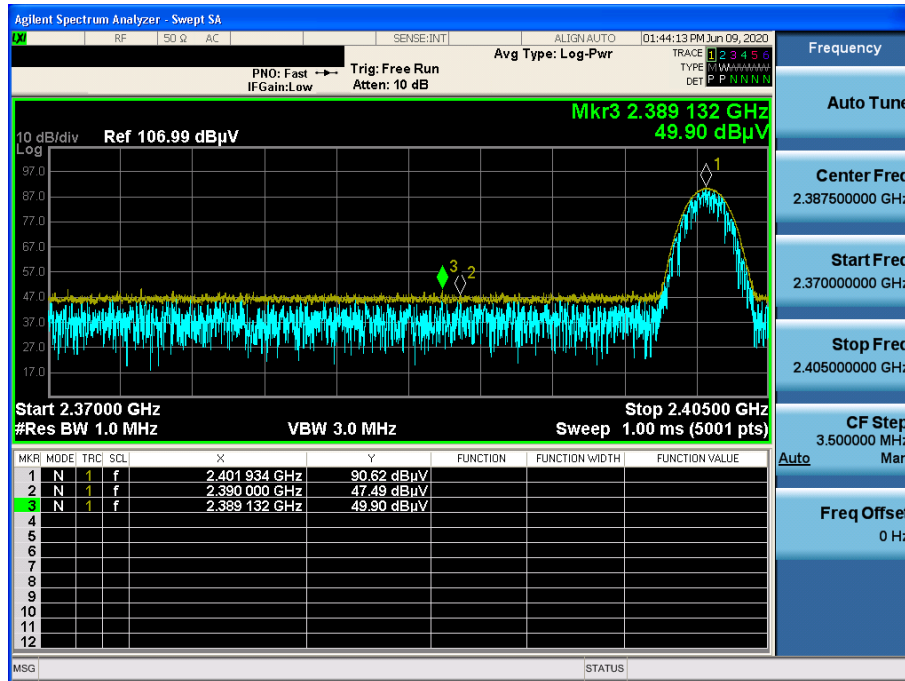 Agilent Spectrum Analyzer - Swept SA
LXI RF 50 Ω AC SENSE:INT ALIGN AUTO 01:44:13 PM Jun 09, 2020
Avg Type: Log-Pwr
TRACE 1 2 3 4 5 6
TYPE M W W W W W
DET P P N N N N
PNO: Fast
IFGain:Low
Trig: Free Run
Atten: 10 dB
Mkr3 2.389 132 GHz
49.90 dBµV
10 dB/div
Log
Ref 106.99 dBµV
97.0
87.0
77.0
67.0
57.0
47.0
37.0
27.0
17.0
1
3
2
Start 2.37000 GHz
Stop 2.40500 GHz
#Res BW 1.0 MHz
VBW 3.0 MHz
Sweep 1.00 ms (5001 pts)
MKR MODE TRC SCL X Y FUNCTION FUNCTION WIDTH FUNCTION VALUE
1 N 1 f 2.401 934 GHz 90.62 dBµV
2 N 1 f 2.390 000 GHz 47.49 dBµV
3 N 1 f 2.389 132 GHz 49.90 dBµV
4
5
6
7
8
9
10
11
12
MSG
STATUS
Frequency
Auto Tune
Center Freq
2.387500000 GHz
Start Freq
2.370000000 GHz
Stop Freq
2.405000000 GHz
CF Step
3.500000 MHz
Auto Man
Freq Offset
0 Hz